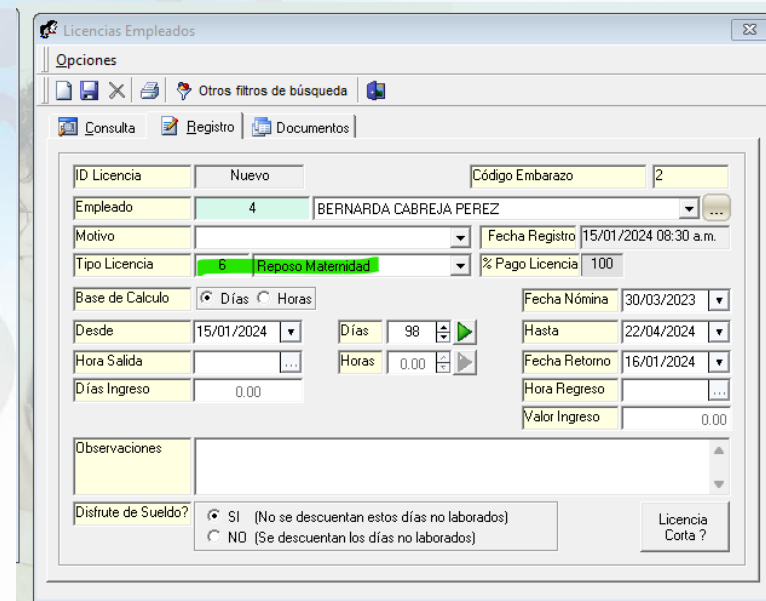 Licencias Empleados
Opciones
Otros filtros de búsqueda
Consulta Registro Documentos
ID Licencia Nuevo Código Embarazo 2
Empleado 4 BERNARDA CABREJA PEREZ ...
Motivo Fecha Registro 15/01/2024 08:30 a.m.
Tipo Licencia 6 Reposo Maternidad % Pago Licencia 100
Base de Calculo Días Horas Fecha Nómina 30/03/2023
Desde 15/01/2024 Días 98 Hasta 22/04/2024
Hora Salida ... Horas 0.00 Fecha Retorno 16/01/2024
Días Ingreso 0.00 Hora Regreso ...
Valor Ingreso 0.00
Observaciones
Disfrute de Sueldo? SI (No se descuentan estos días no laborados)
NO (Se descuentan los días no laborados)
Licencia
Corta ?